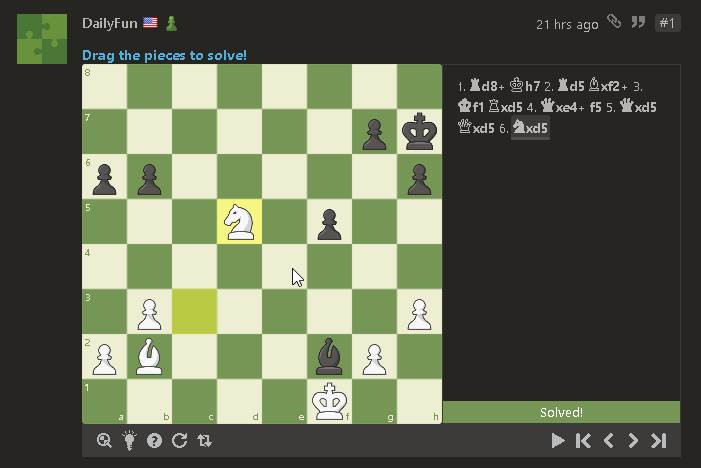 DailyFun
21 hrs ago
#1
Drag the pieces to solve!
1. ♜d8+ ♔h7 2. ♜d5 ♗xf2+ 3.
♚f1 ♖xd5 4. ♛xe4+ f5 5. ♛xd5
♕xd5 6. ♞xd5
8
7
6
5
4
3
2
1
a b c d e f g h
Solved!